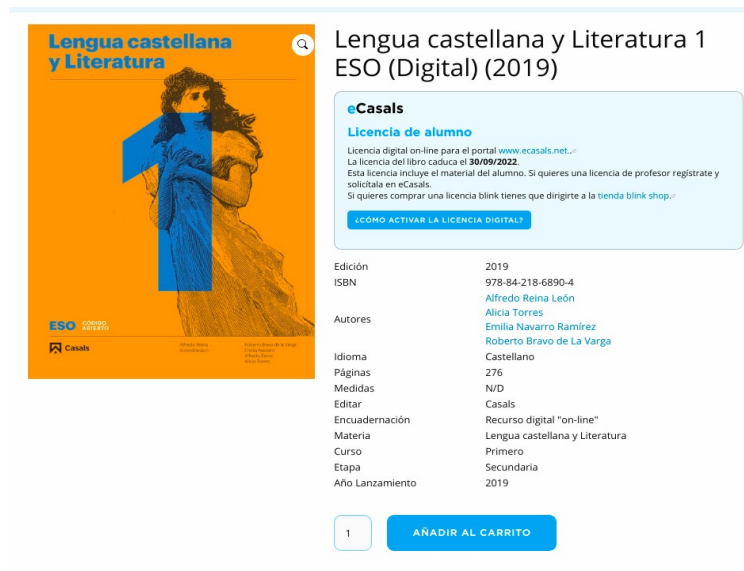 Lengua castellana
y Literatura
1
ESO CÓDIGO
ABIERTO
Casals
Lengua castellana y Literatura 1
ESO (Digital) (2019)
eCasals
Licencia de alumno
Licencia digital on-line para el portal www.ecasals.net..
La licencia del libro caduca el 30/09/2022.
Esta licencia incluye el material del alumno. Si quieres una licencia de profesor regístrate y
solicítala en eCasals.
Si quieres comprar una licencia blink tienes que dirigirte a la tienda blink shop.
¿CÓMO ACTIVAR LA LICENCIA DIGITAL?
Edición 2019
ISBN 978-84-218-6890-4
Autores
Alfredo Reina León
Alicia Torres
Emilia Navarro Ramírez
Roberto Bravo de La Varga
Idioma Castellano
Páginas 276
Medidas N/D
Editar Casals
Encuadernación Recurso digital "on-line"
Materia Lengua castellana y Literatura
Curso Primero
Etapa Secundaria
Año Lanzamiento 2019
1 AÑADIR AL CARRITO